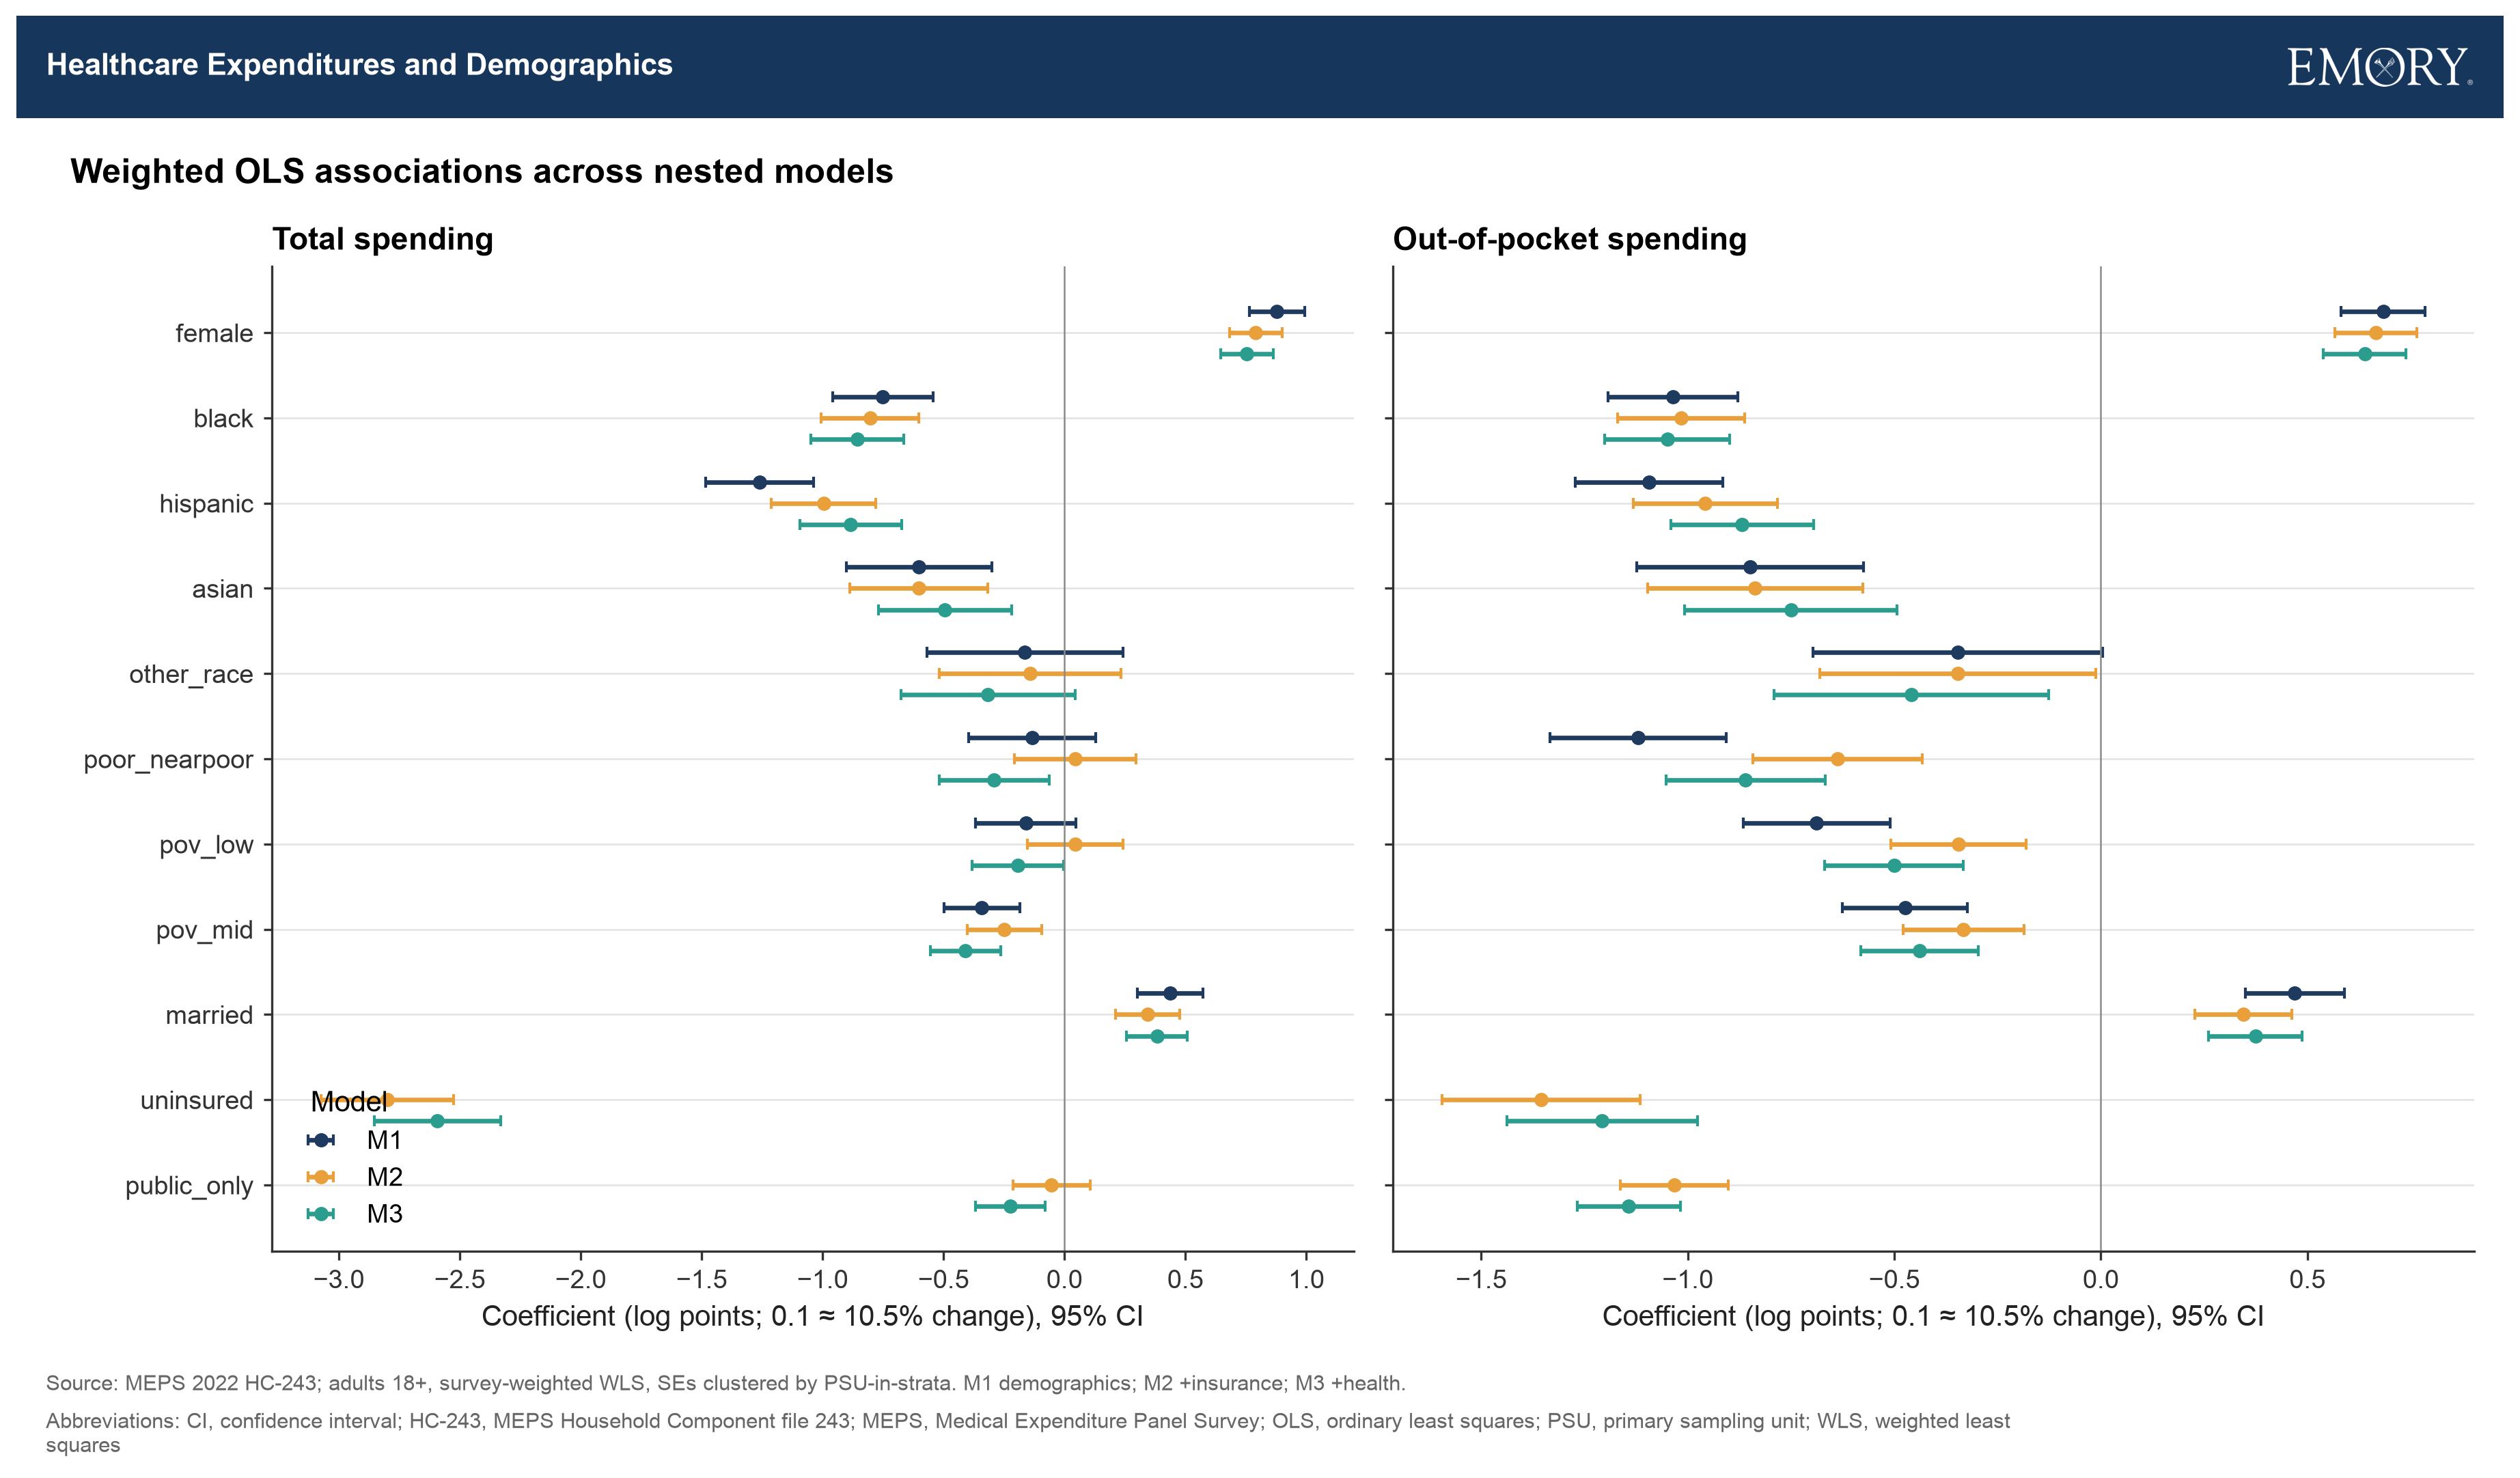 Healthcare Expenditures and Demographics
EMORY®
Weighted OLS associations across nested models
Total spending
Out-of-pocket spending
female
black
hispanic
asian
other_race
poor_nearpoor
pov_low
pov_mid
married
uninsured
public_only
Model
M1
M2
M3
−3.0 −2.5 −2.0 −1.5 −1.0 −0.5 0.0 0.5 1.0
−1.5 −1.0 −0.5 0.0 0.5
Coefficient (log points; 0.1 ≈ 10.5% change), 95% CI
Coefficient (log points; 0.1 ≈ 10.5% change), 95% CI
Source: MEPS 2022 HC-243; adults 18+, survey-weighted WLS, SEs clustered by PSU-in-strata. M1 demographics; M2 +insurance; M3 +health.
Abbreviations: CI, confidence interval; HC-243, MEPS Household Component file 243; MEPS, Medical Expenditure Panel Survey; OLS, ordinary least squares; PSU, primary sampling unit; WLS, weighted least
squares